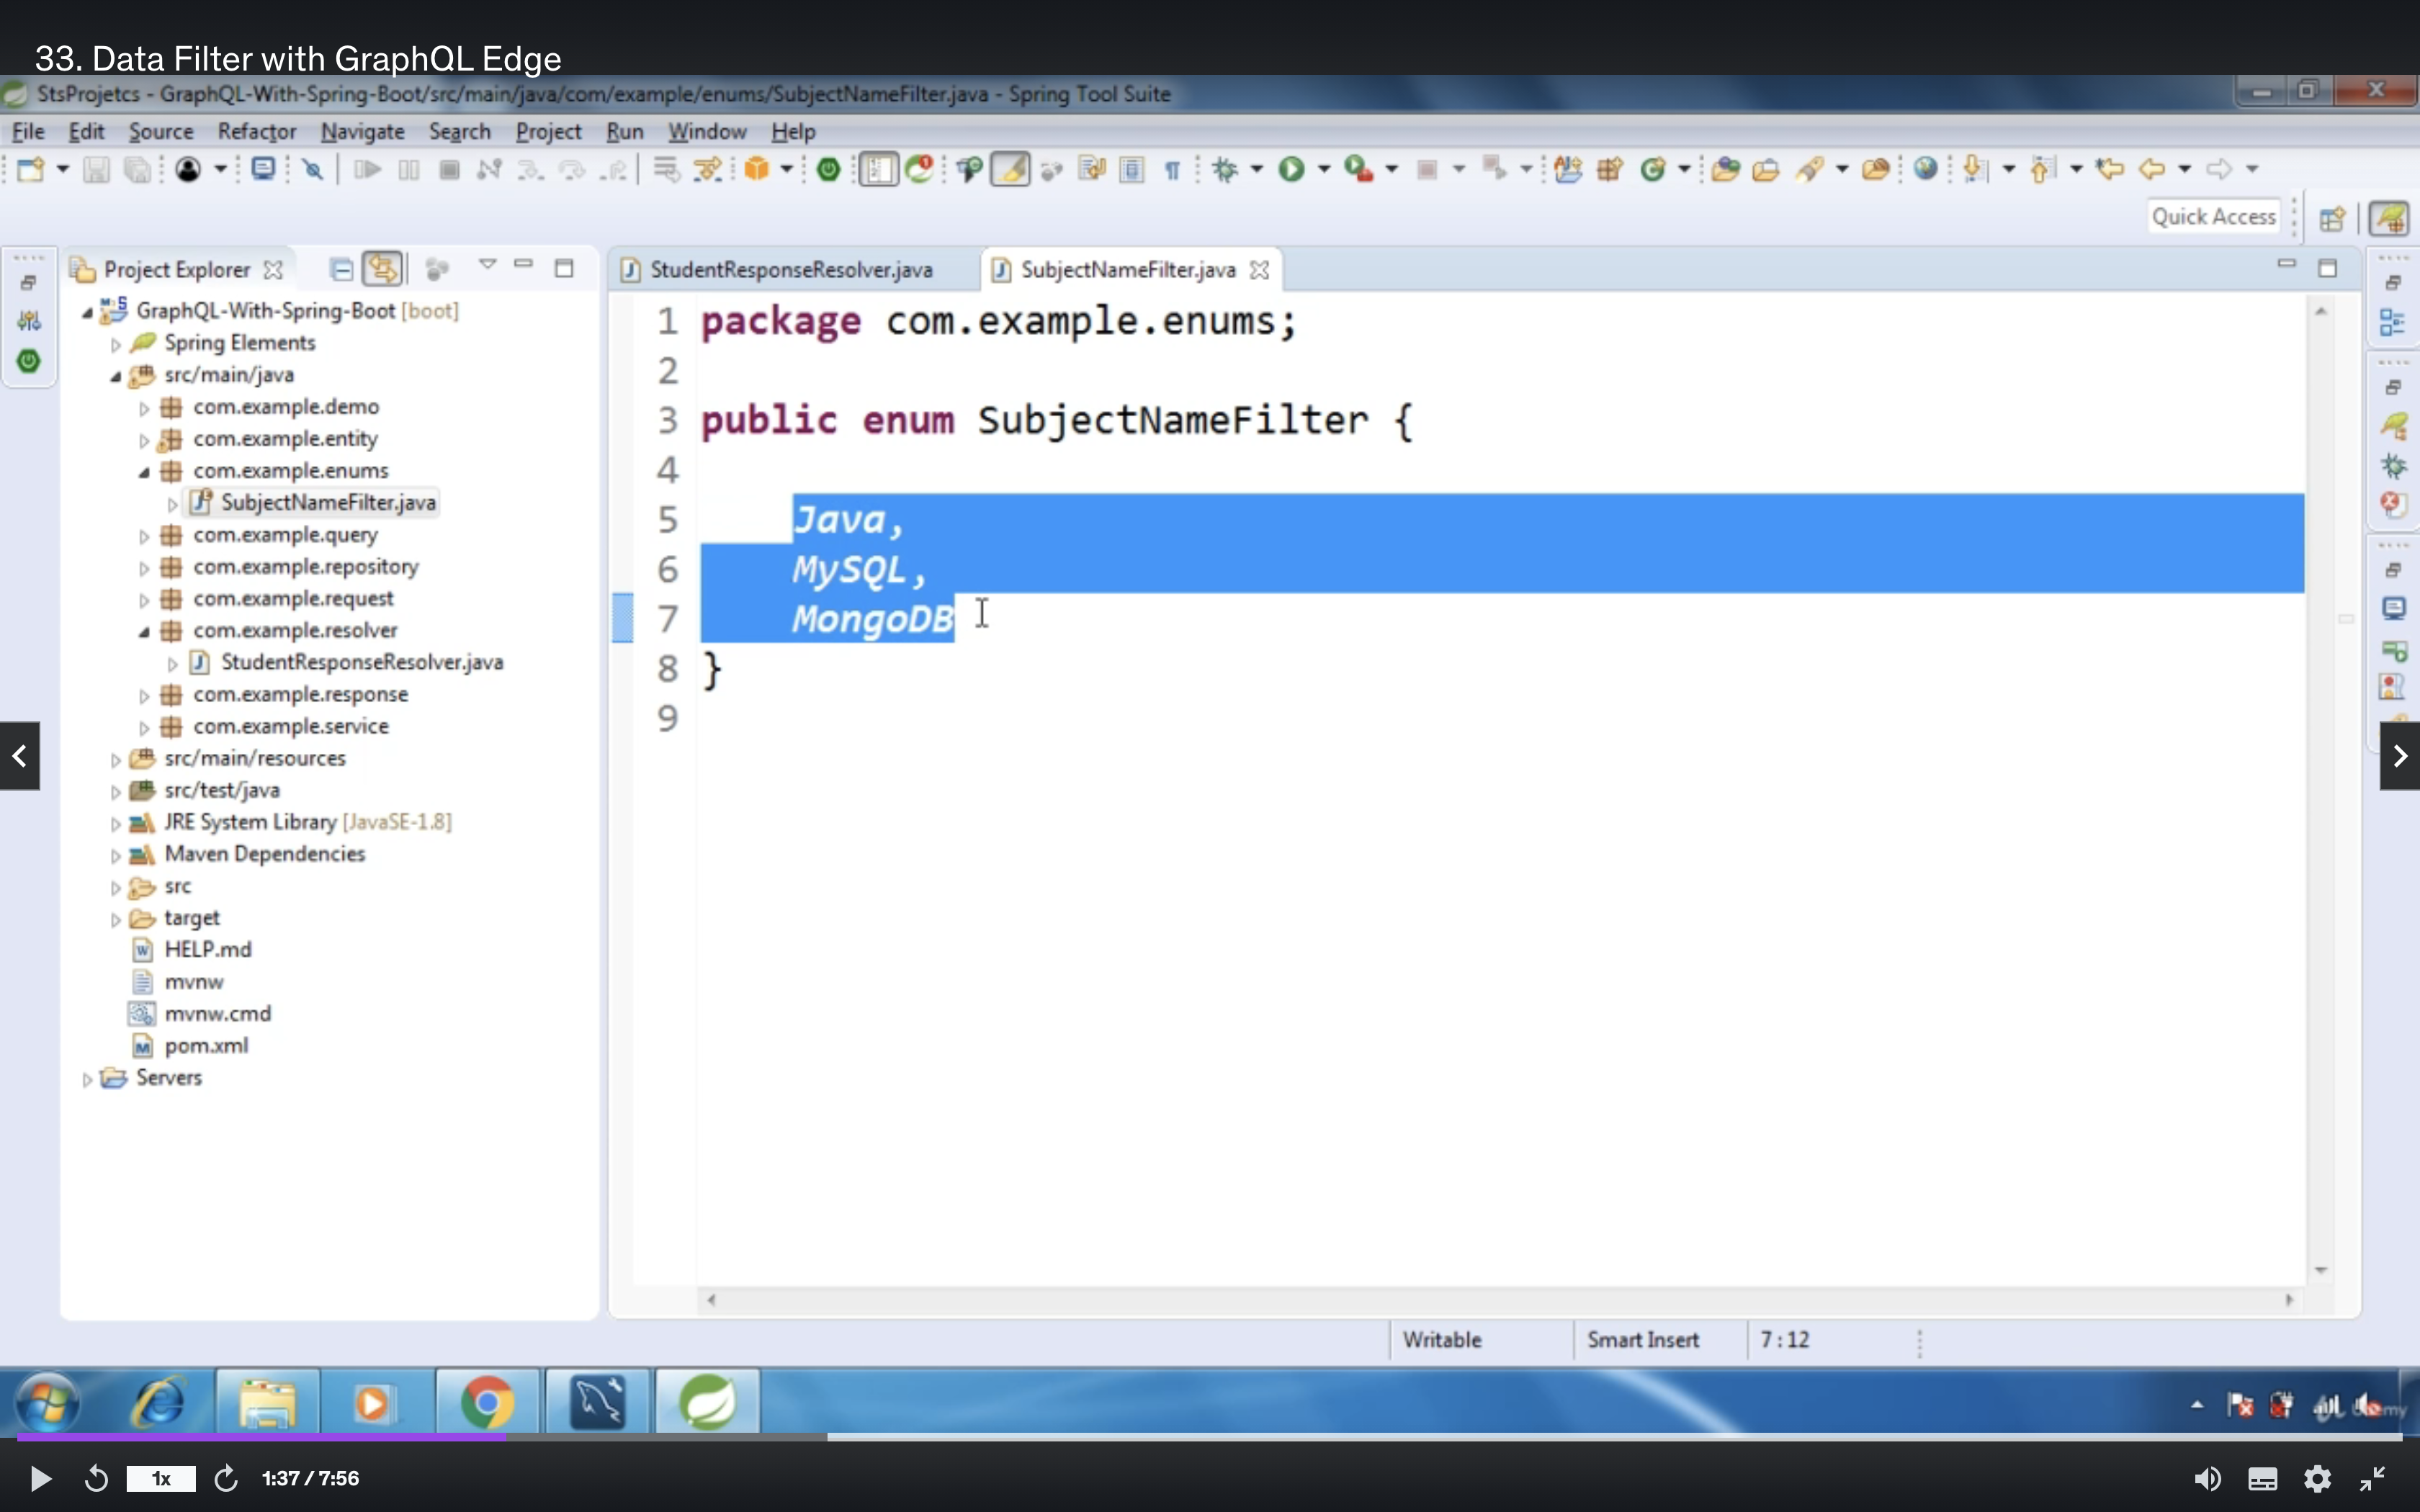 33. Data Filter with GraphQL Edge
StsProjetcs - GraphQL-With-Spring-Boot/src/main/java/com/example/enums/SubjectNameFilter.java - Spring Tool Suite
File Edit Source Refactor Navigate Search Project Run Window Help
Quick Access
Project Explorer
StudentResponseResolver.java
SubjectNameFilter.java
GraphQL-With-Spring-Boot [boot]
Spring Elements
src/main/java
com.example.demo
com.example.entity
com.example.enums
SubjectNameFilter.java
com.example.query
com.example.repository
com.example.request
com.example.resolver
StudentResponseResolver.java
com.example.response
com.example.service
src/main/resources
src/test/java
JRE System Library [JavaSE-1.8]
Maven Dependencies
src
target
HELP.md
mvnw
mvnw.cmd
pom.xml
Servers
1 package com.example.enums;
2
3 public enum SubjectNameFilter {
4
5 Java,
6 MySQL,
7 MongoDB
8 }
9
Writable Smart Insert 7 : 12
1x 1:37 / 7:56